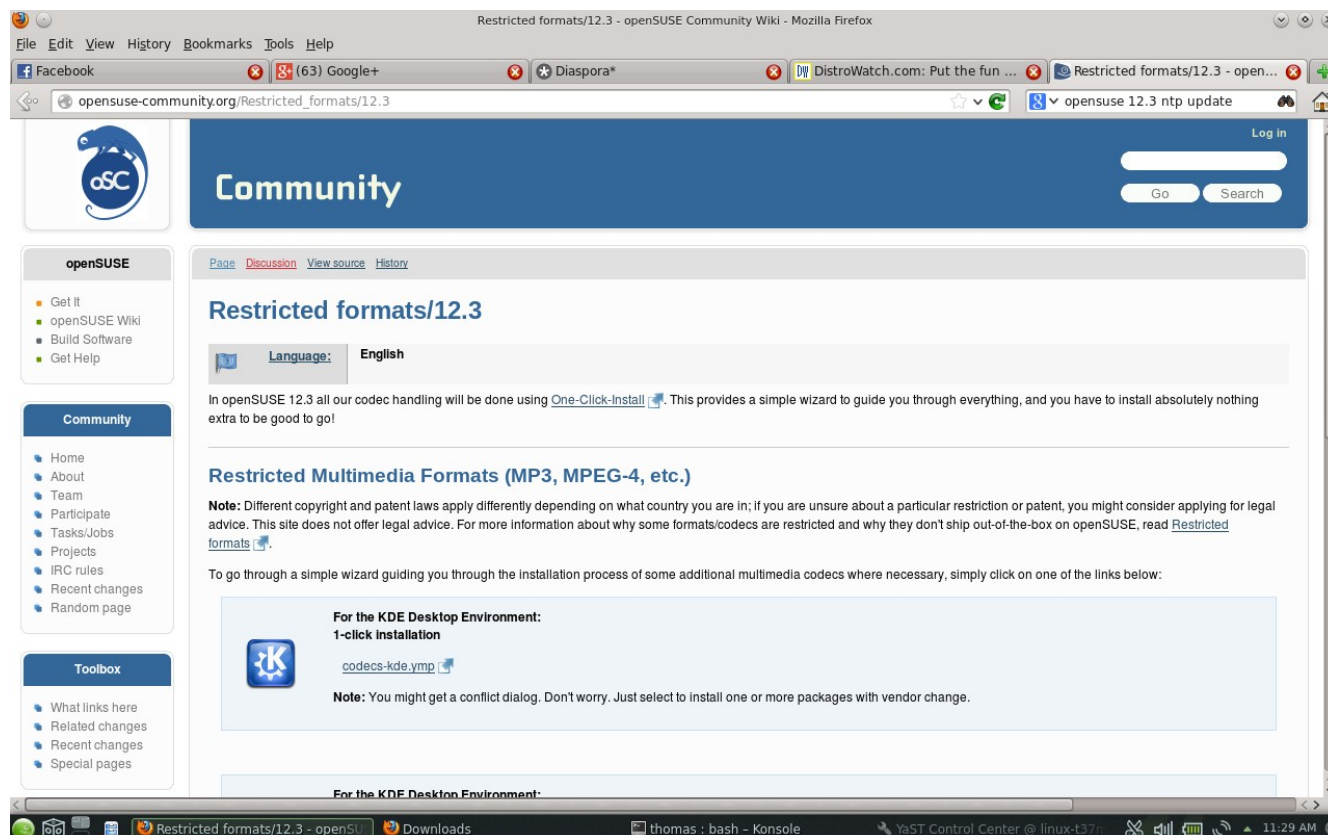 Restricted formats/12.3 - openSUSE Community Wiki - Mozilla Firefox
File Edit View History Bookmarks Tools Help
Facebook
(63) Google+
Diaspora*
DistroWatch.com: Put the fun ...
Restricted formats/12.3 - open...
opensuse-community.org/Restricted_formats/12.3
opensuse 12.3 ntp update
oSC
Community
Log in
Go
Search
openSUSE
Get It
openSUSE Wiki
Build Software
Get Help
Community
Home
About
Team
Participate
Tasks/Jobs
Projects
IRC rules
Recent changes
Random page
Toolbox
What links here
Related changes
Recent changes
Special pages
Page Discussion View source History
Restricted formats/12.3
Language: English
In openSUSE 12.3 all our codec handling will be done using One-Click-Install. This provides a simple wizard to guide you through everything, and you have to install absolutely nothing
extra to be good to go!
Restricted Multimedia Formats (MP3, MPEG-4, etc.)
Note: Different copyright and patent laws apply differently depending on what country you are in; if you are unsure about a particular restriction or patent, you might consider applying for legal
advice. This site does not offer legal advice. For more information about why some formats/codecs are restricted and why they don't ship out-of-the-box on openSUSE, read Restricted
formats.
To go through a simple wizard guiding you through the installation process of some additional multimedia codecs where necessary, simply click on one of the links below:
For the KDE Desktop Environment:
1-click installation
codecs-kde.ymp
Note: You might get a conflict dialog. Don't worry. Just select to install one or more packages with vendor change.
For the KDE Desktop Environment:
Restricted formats/12.3 - openSU
Downloads
thomas : bash – Konsole
YaST Control Center @ linux-t37
11:29 AM